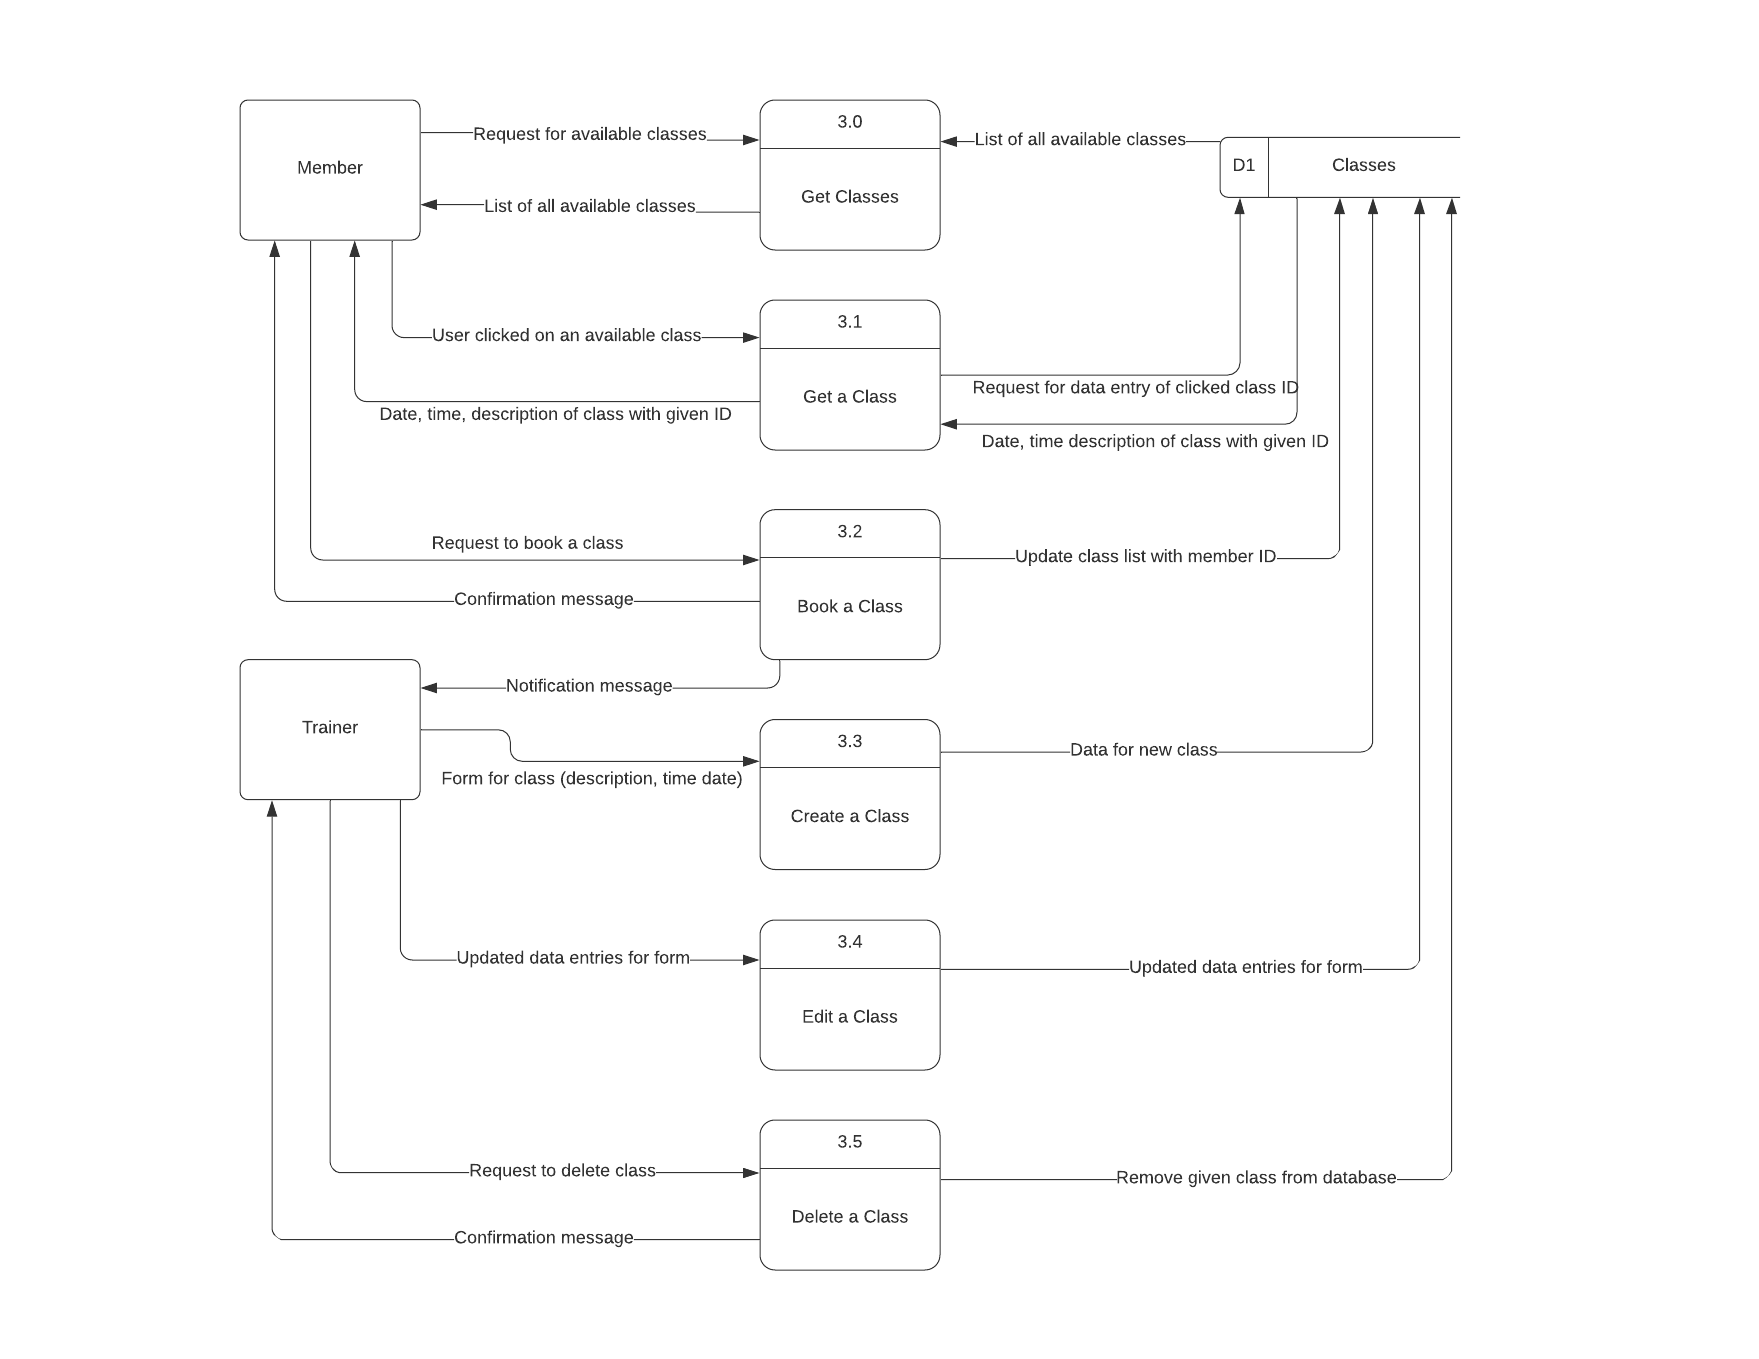 3.0
Request for available classes
List of all available classes
D1
Classes
Member
Get Classes
List of all available classes
3.1
User clicked on an available class
Request for data entry of clicked class ID
Get a Class
Date, time, description of class with given ID
Date, time description of class with given ID
3.2
Request to book a class
Update class list with member ID
Confirmation message
Book a Class
Notification message
Trainer
3.3
Data for new class
Form for class (description, time date)
Create a Class
3.4
Updated data entries for form
Updated data entries for form
Edit a Class
3.5
Request to delete class
Remove given class from database
Delete a Class
Confirmation message